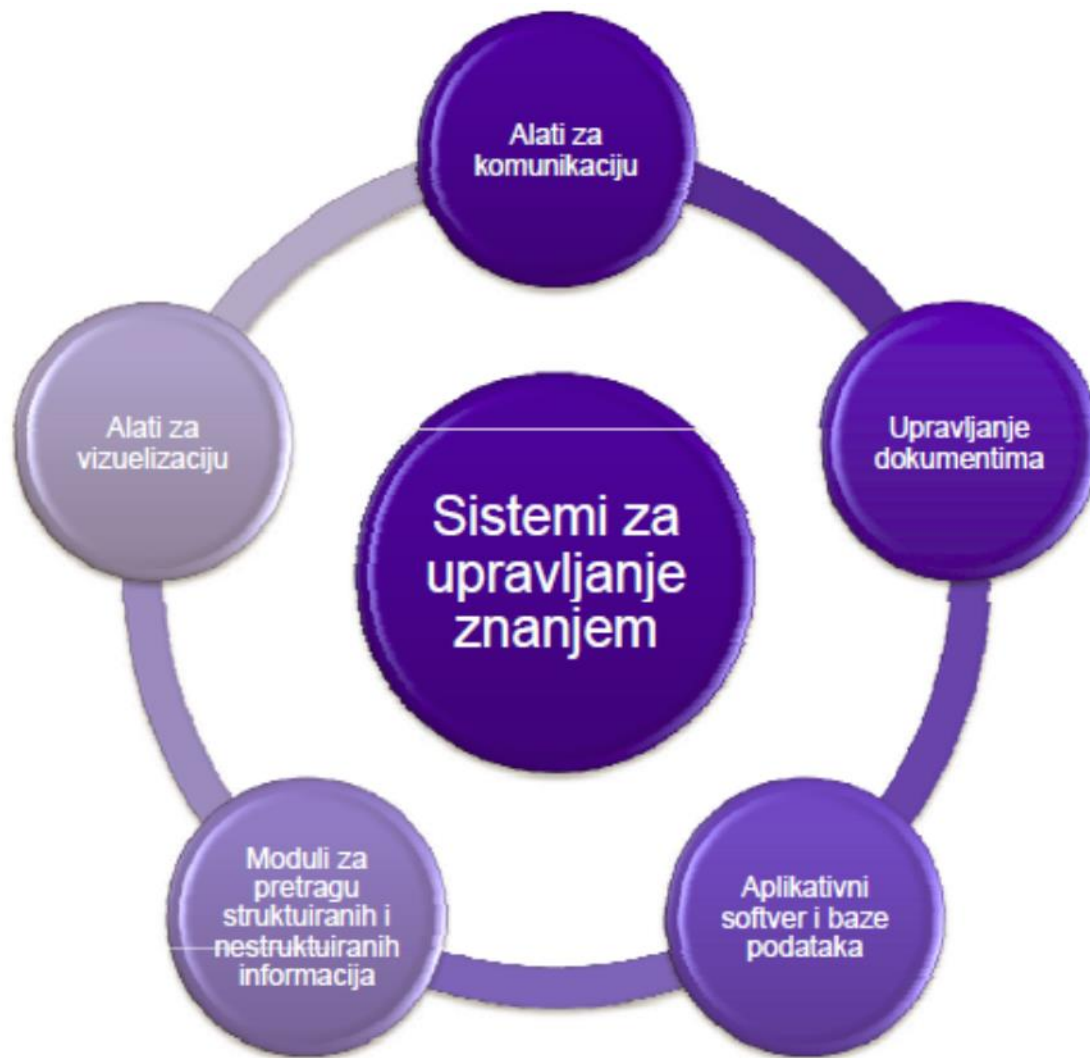 Alati za
komunikaciju
Upravljanje
dokumentima
Aplikativni
softver i baze
podataka
Moduli za
pretragu
struktuiranih i
nestruktuiranih
informacija
Alati za
vizuelizaciju
Sistemi za
upravljanje
znanjem